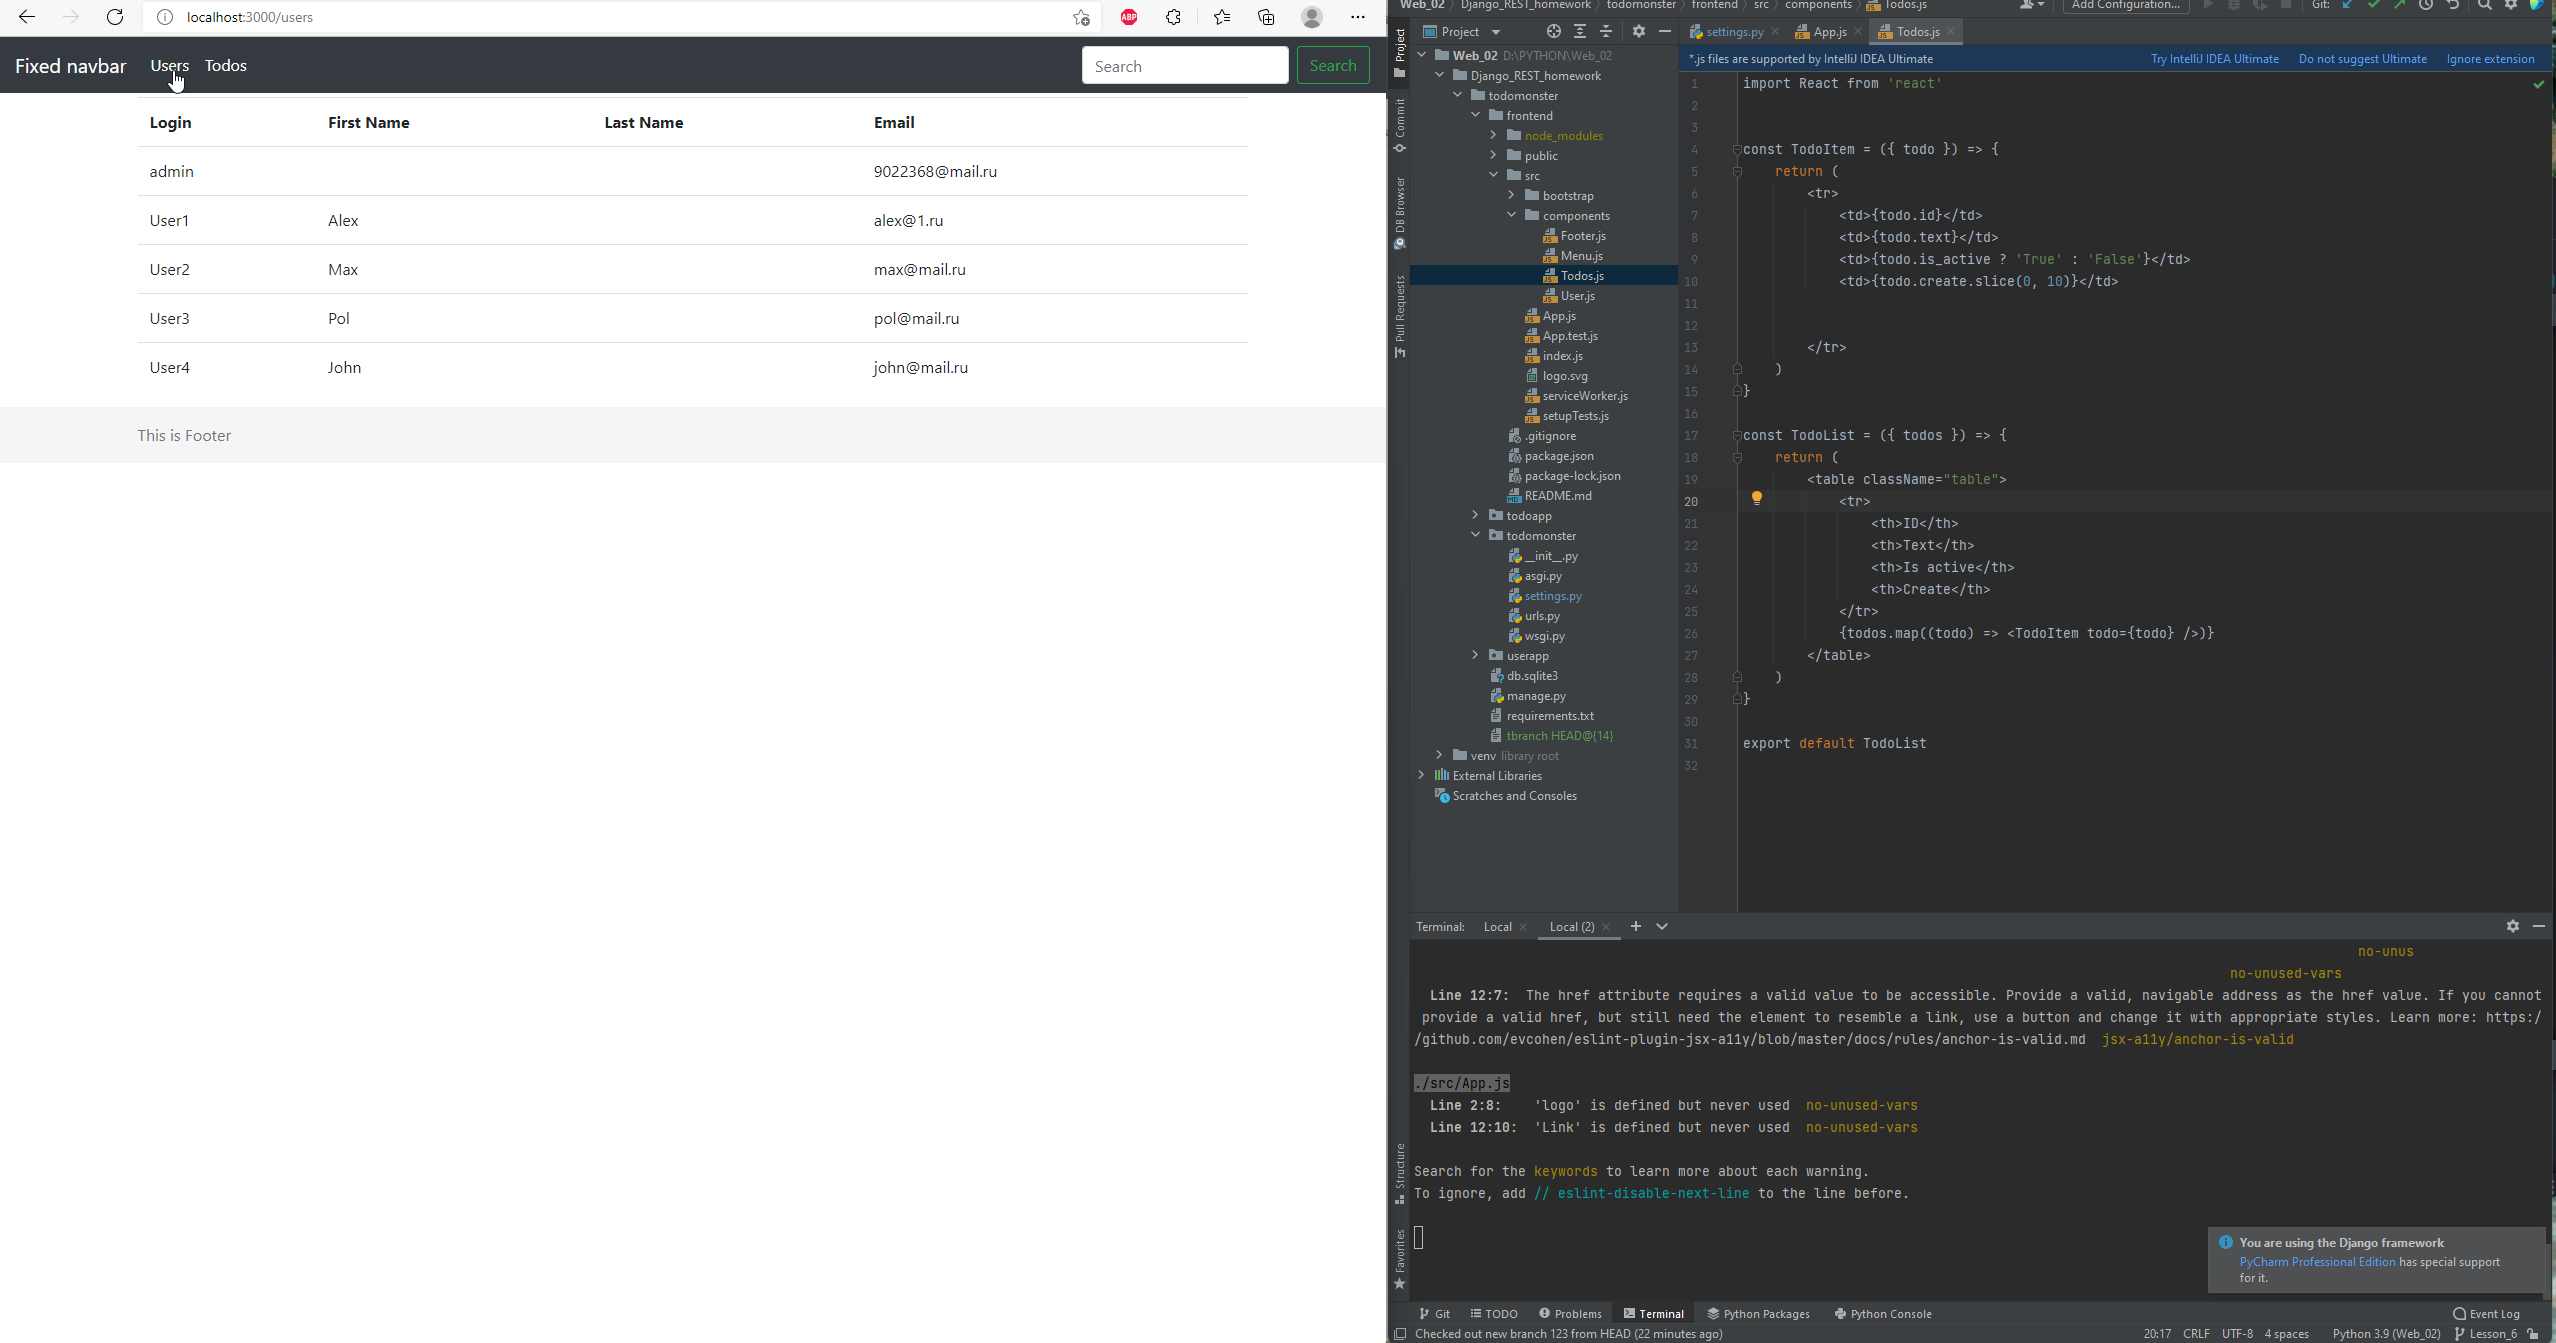 localhost:3000/users
ABP
Fixed navbar
Users
Todos
Search
Search
Login First Name Last Name Email
admin 9022368@mail.ru
User1 Alex alex@1.ru
User2 Max max@mail.ru
User3 Pol pol@mail.ru
User4 John john@mail.ru
This is Footer
Web_02 Django_REST_homework todomonster frontend src components Todos.js
Add Configuration...
Git:
Project
Commit
DB Browser
Pull Requests
Structure
Favorites
Project
Web_02 D:\PYTHON\Web_02
Django_REST_homework
todomonster
frontend
node_modules
public
src
bootstrap
components
Footer.js
Menu.js
Todos.js
User.js
App.js
App.test.js
index.js
logo.svg
serviceWorker.js
setupTests.js
.gitignore
package.json
package-lock.json
README.md
todoapp
todomonster
__init__.py
asgi.py
settings.py
urls.py
wsgi.py
userapp
db.sqlite3
manage.py
requirements.txt
tbranch HEAD@{14}
venv library root
External Libraries
Scratches and Consoles
settings.py App.js Todos.js
*.js files are supported by IntelliJ IDEA Ultimate Try IntelliJ IDEA Ultimate Do not suggest Ultimate Ignore extension
1 import React from 'react'
2
3
4 const TodoItem = ({ todo }) => {
5 return (
6 <tr>
7 <td>{todo.id}</td>
8 <td>{todo.text}</td>
9 <td>{todo.is_active ? 'True' : 'False'}</td>
10 <td>{todo.create.slice(0, 10)}</td>
11
12
13 </tr>
14 )
15 }
16
17 const TodoList = ({ todos }) => {
18 return (
19 <table className="table">
20 <tr>
21 <th>ID</th>
22 <th>Text</th>
23 <th>Is active</th>
24 <th>Create</th>
25 </tr>
26 {todos.map((todo) => <TodoItem todo={todo} />)}
27 </table>
28 )
29 }
30
31 export default TodoList
32
Terminal: Local Local (2)
no-unus
no-unused-vars
Line 12:7: The href attribute requires a valid value to be accessible. Provide a valid, navigable address as the href value. If you cannot
provide a valid href, but still need the element to resemble a link, use a button and change it with appropriate styles. Learn more: https:/
/github.com/evcohen/eslint-plugin-jsx-a11y/blob/master/docs/rules/anchor-is-valid.md jsx-a11y/anchor-is-valid
./src/App.js
Line 2:8: 'logo' is defined but never used no-unused-vars
Line 12:10: 'Link' is defined but never used no-unused-vars
Search for the keywords to learn more about each warning.
To ignore, add // eslint-disable-next-line to the line before.
You are using the Django framework
PyCharm Professional Edition has special support
for it.
Git TODO Problems Terminal Python Packages Python Console Event Log
Checked out new branch 123 from HEAD (22 minutes ago) 20:17 CRLF UTF-8 4 spaces Python 3.9 (Web_02) Lesson_6